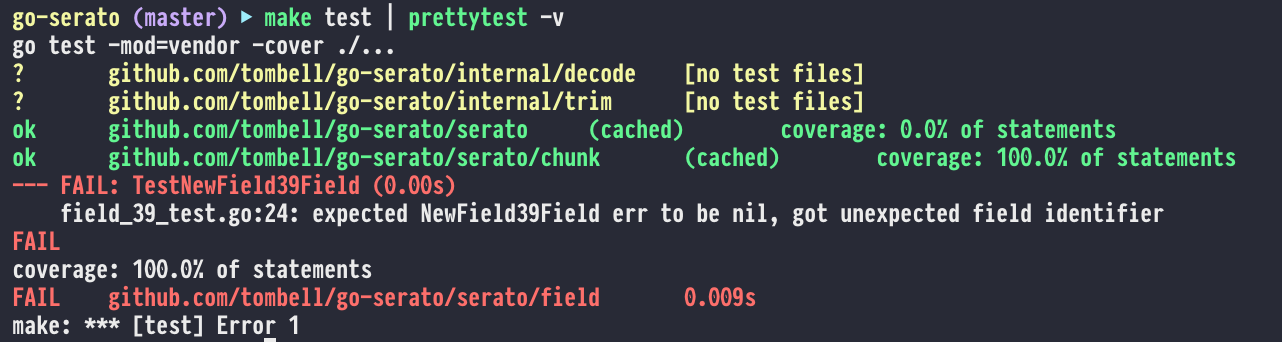 go-serato (master) ▶ make test | prettytest -v
go test -mod=vendor -cover ./...
?       github.com/tombell/go-serato/internal/decode    [no test files]
?       github.com/tombell/go-serato/internal/trim      [no test files]
ok      github.com/tombell/go-serato/serato     (cached)        coverage: 0.0% of statements
ok      github.com/tombell/go-serato/serato/chunk       (cached)        coverage: 100.0% of statements
--- FAIL: TestNewField39Field (0.00s)
    field_39_test.go:24: expected NewField39Field err to be nil, got unexpected field identifier
FAIL
coverage: 100.0% of statements
FAIL    github.com/tombell/go-serato/serato/field       0.009s
make: *** [test] Error 1